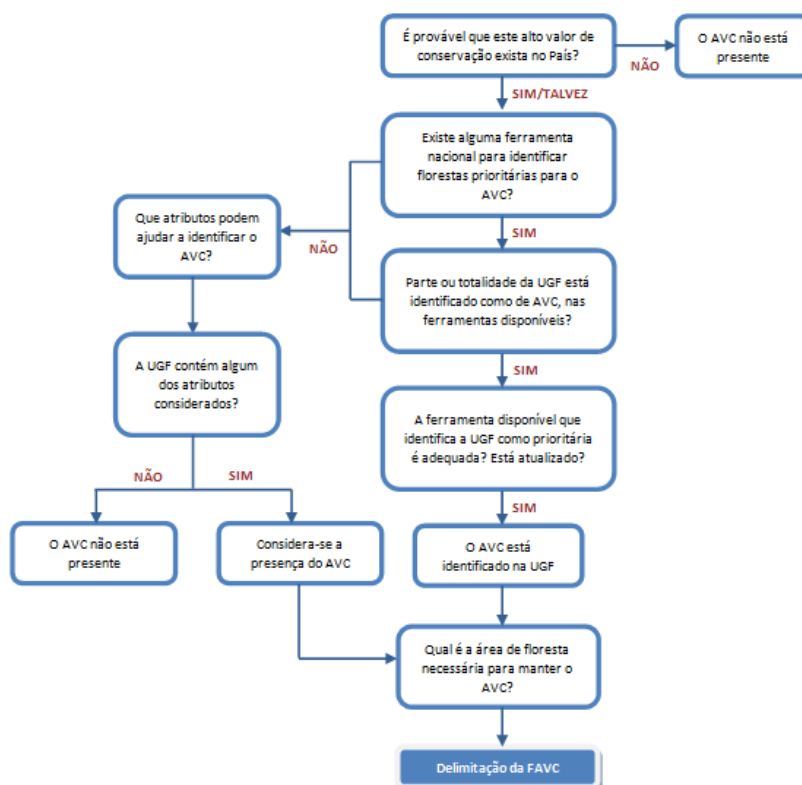 É provável que este alto valor de
conservação exista no País?
O AVC não está
presente
NÃO
SIM/TALVEZ
Existe alguma ferramenta
nacional para identificar
florestas prioritárias para o
AVC?
Que atributos podem
ajudar a identificar o
AVC?
NÃO
SIM
Parte ou totalidade da UGF está
identificado como de AVC, nas
ferramentas disponíveis?
A UGF contém algum
dos atributos
considerados?
SIM
A ferramenta disponível que
identifica a UGF como prioritária
é adequada? Está atualizado?
NÃO
SIM
SIM
O AVC não está
presente
Considera-se a
presença do AVC
O AVC está
identificado na UGF
Qual é a área de floresta
necessária para manter o
AVC?
Delimitação da FAVC